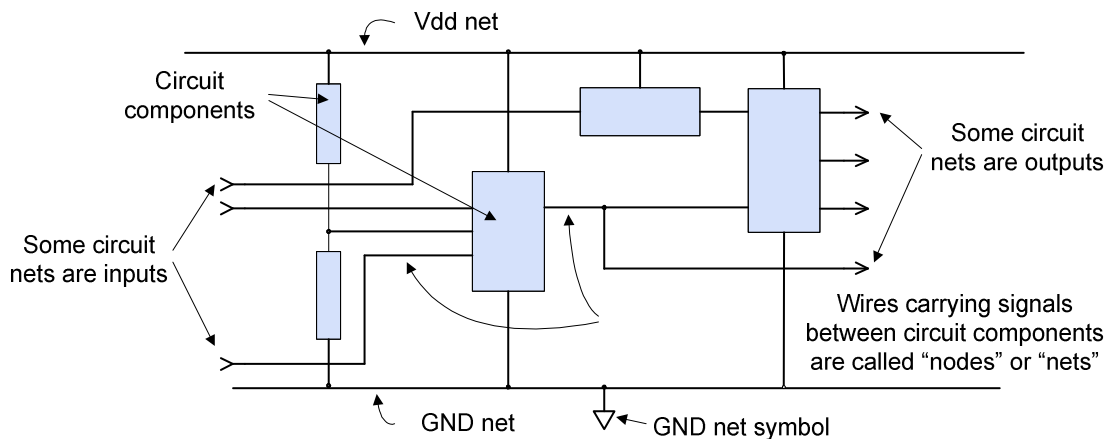 Vdd net
Circuit
components
Some circuit
nets are outputs
Some circuit
nets are inputs
Wires carrying signals
between circuit components
are called “nodes” or “nets”
GND net
GND net symbol